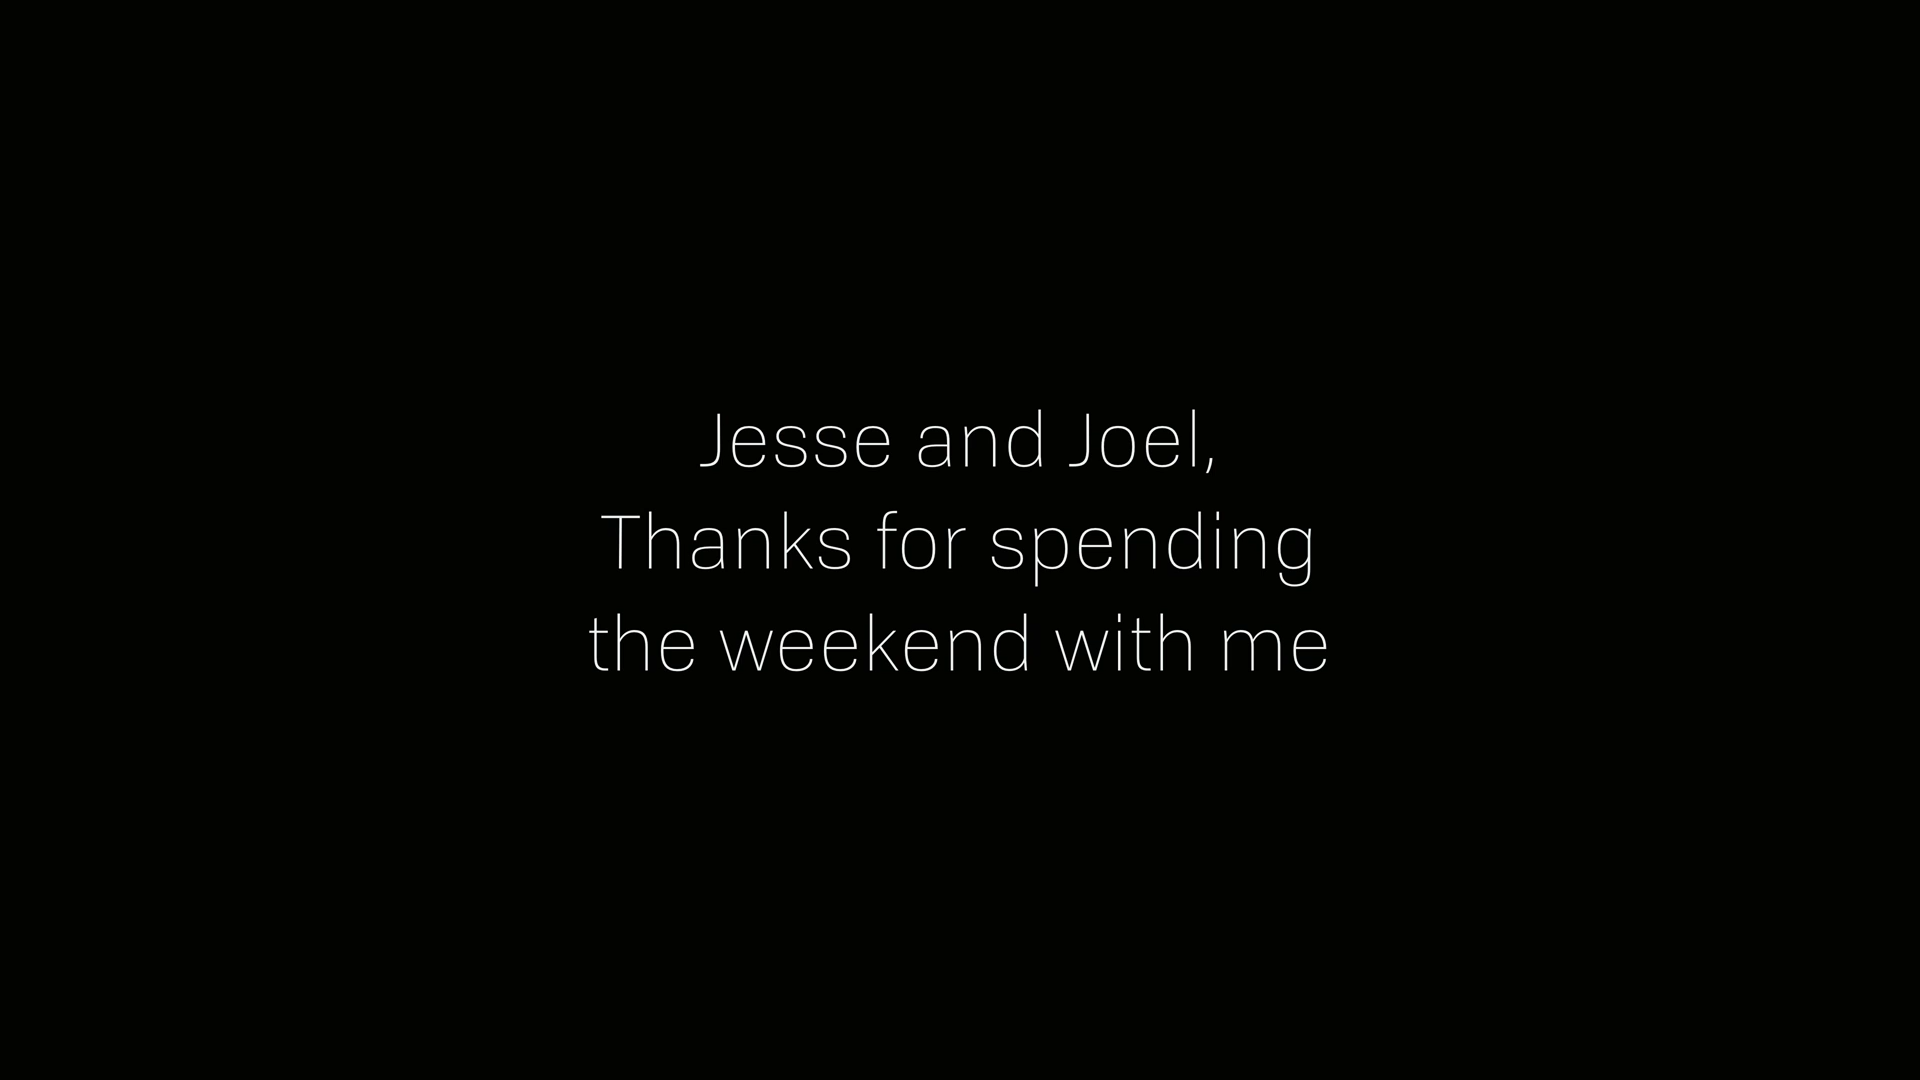 Jesse and Joel,
Thanks for spending
the weekend with me